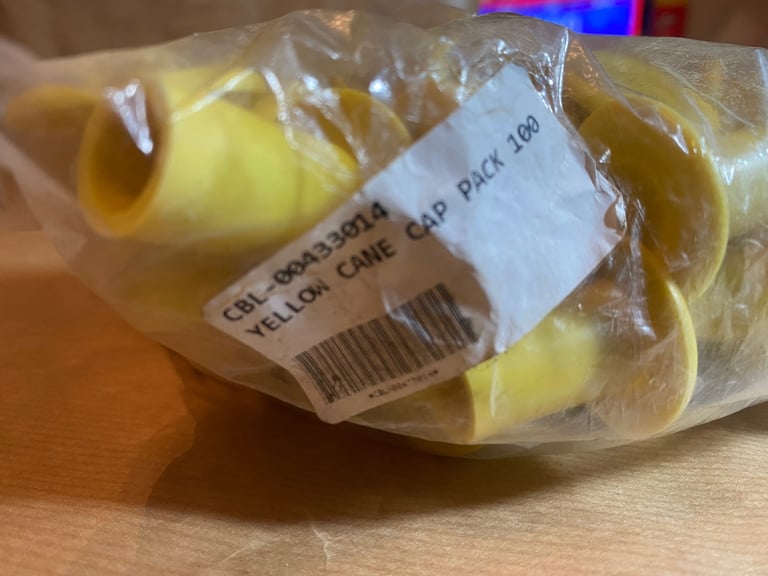 CBL-00433014
YELLOW CANE CAP PACK 100